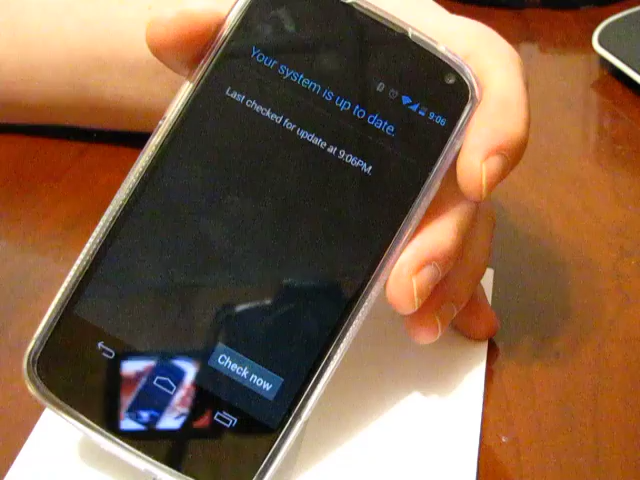 9:06
Your system is up to date.
Last checked for update at 9:06PM.
Check now